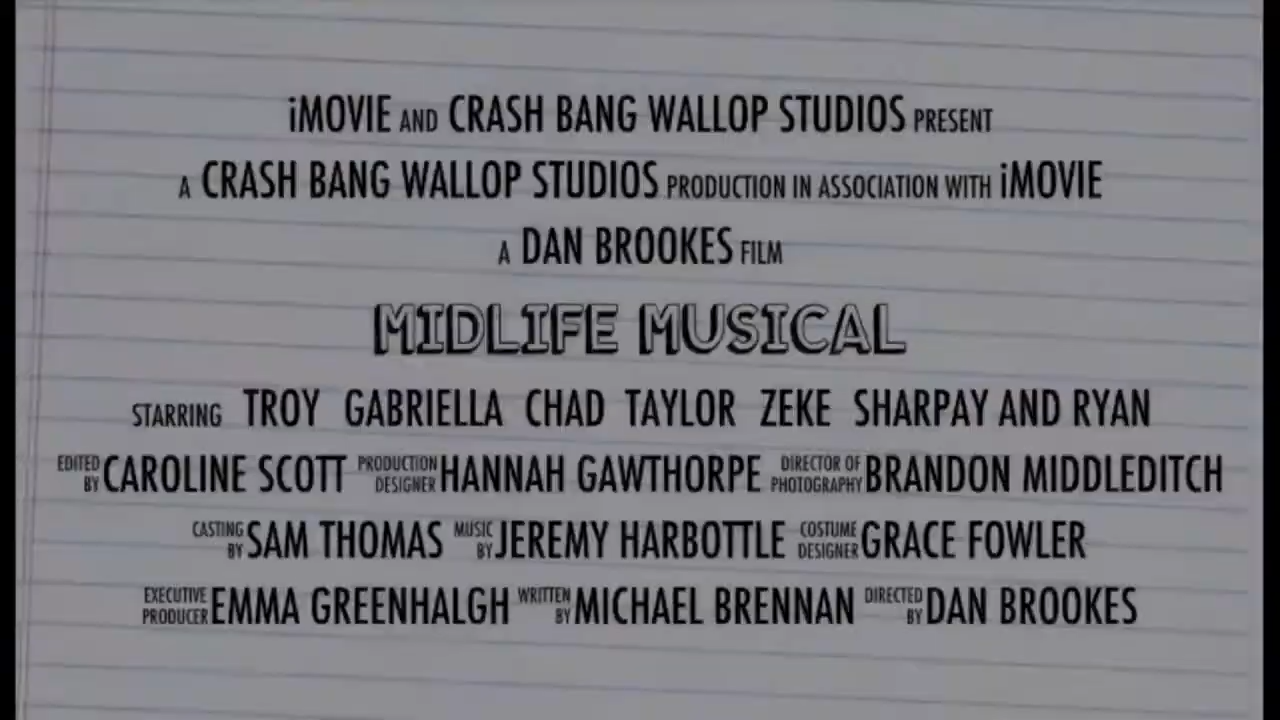 iMOVIE AND CRASH BANG WALLOP STUDIOS PRESENT
A CRASH BANG WALLOP STUDIOS PRODUCTION IN ASSOCIATION WITH iMOVIE
A DAN BROOKES FILM
MIDLIFE MUSICAL
STARRING TROY GABRIELLA CHAD TAYLOR ZEKE SHARPAY AND RYAN
EDITED BY CAROLINE SCOTT PRODUCTION DESIGNER HANNAH GAWTHORPE DIRECTOR OF PHOTOGRAPHY BRANDON MIDDLEDITCH
CASTING BY SAM THOMAS MUSIC BY JEREMY HARBOTTLE COSTUME DESIGNER GRACE FOWLER
EXECUTIVE PRODUCER EMMA GREENHALGH WRITTEN BY MICHAEL BRENNAN DIRECTED BY DAN BROOKES